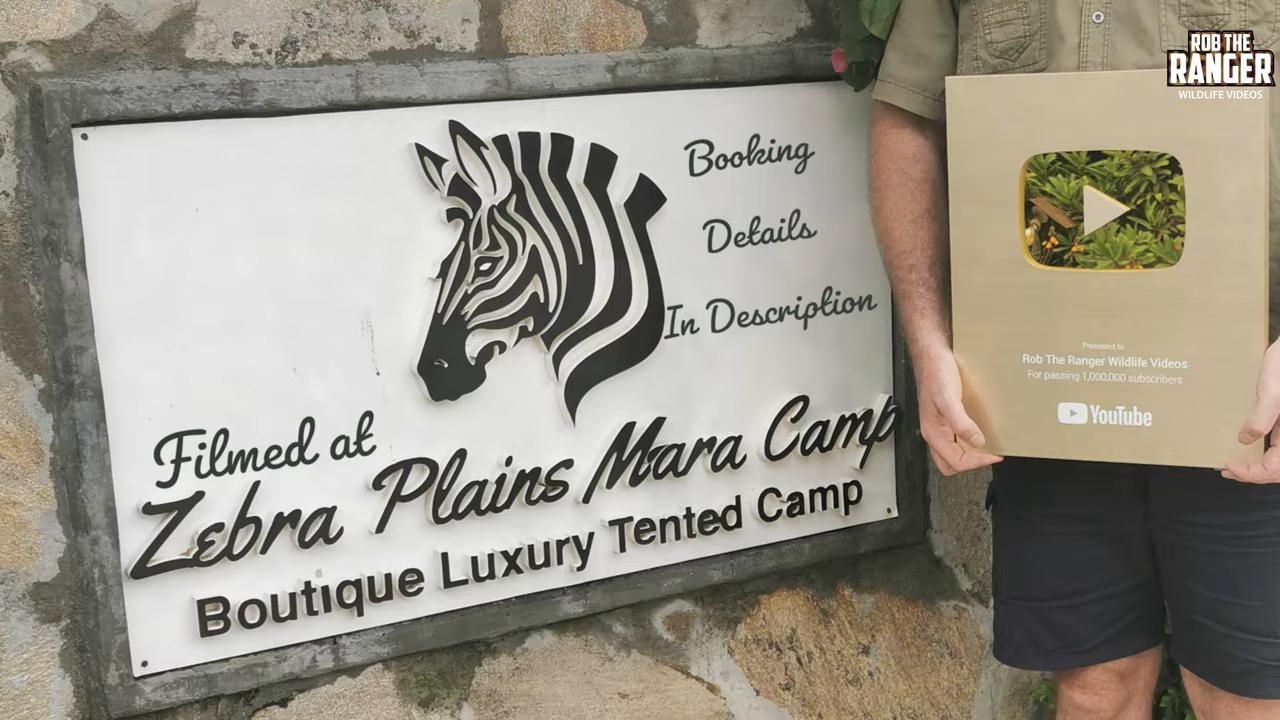 Booking
Details
In Description
Filmed at
Zebra Plains Mara Camp
Boutique Luxury Tented Camp
ROB THE
RANGER
WILDLIFE VIDEOS
Presented to
Rob The Ranger Wildlife Videos
For passing 1,000,000 subscribers
YouTube